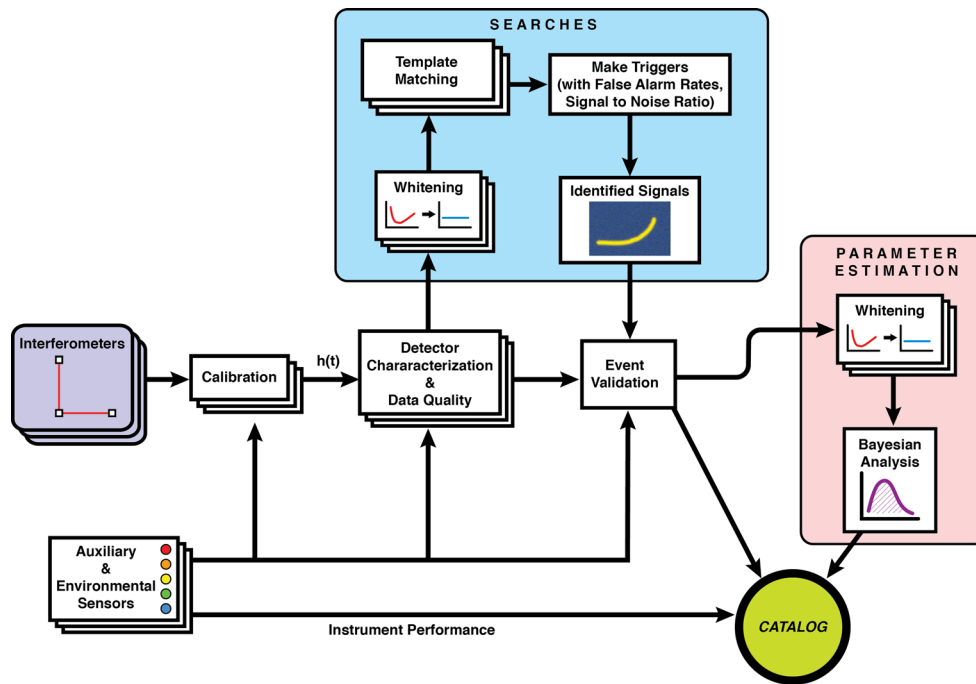 SEARCHES
Template
Matching
Make Triggers
(with False Alarm Rates,
Signal to Noise Ratio)
Whitening
Identified Signals
PARAMETER
ESTIMATION
Whitening
Interferometers
Calibration
h(t)
Detector
Chararacterization
&
Data Quality
Event
Validation
Bayesian
Analysis
Auxiliary
&
Environmental
Sensors
Instrument Performance
CATALOG